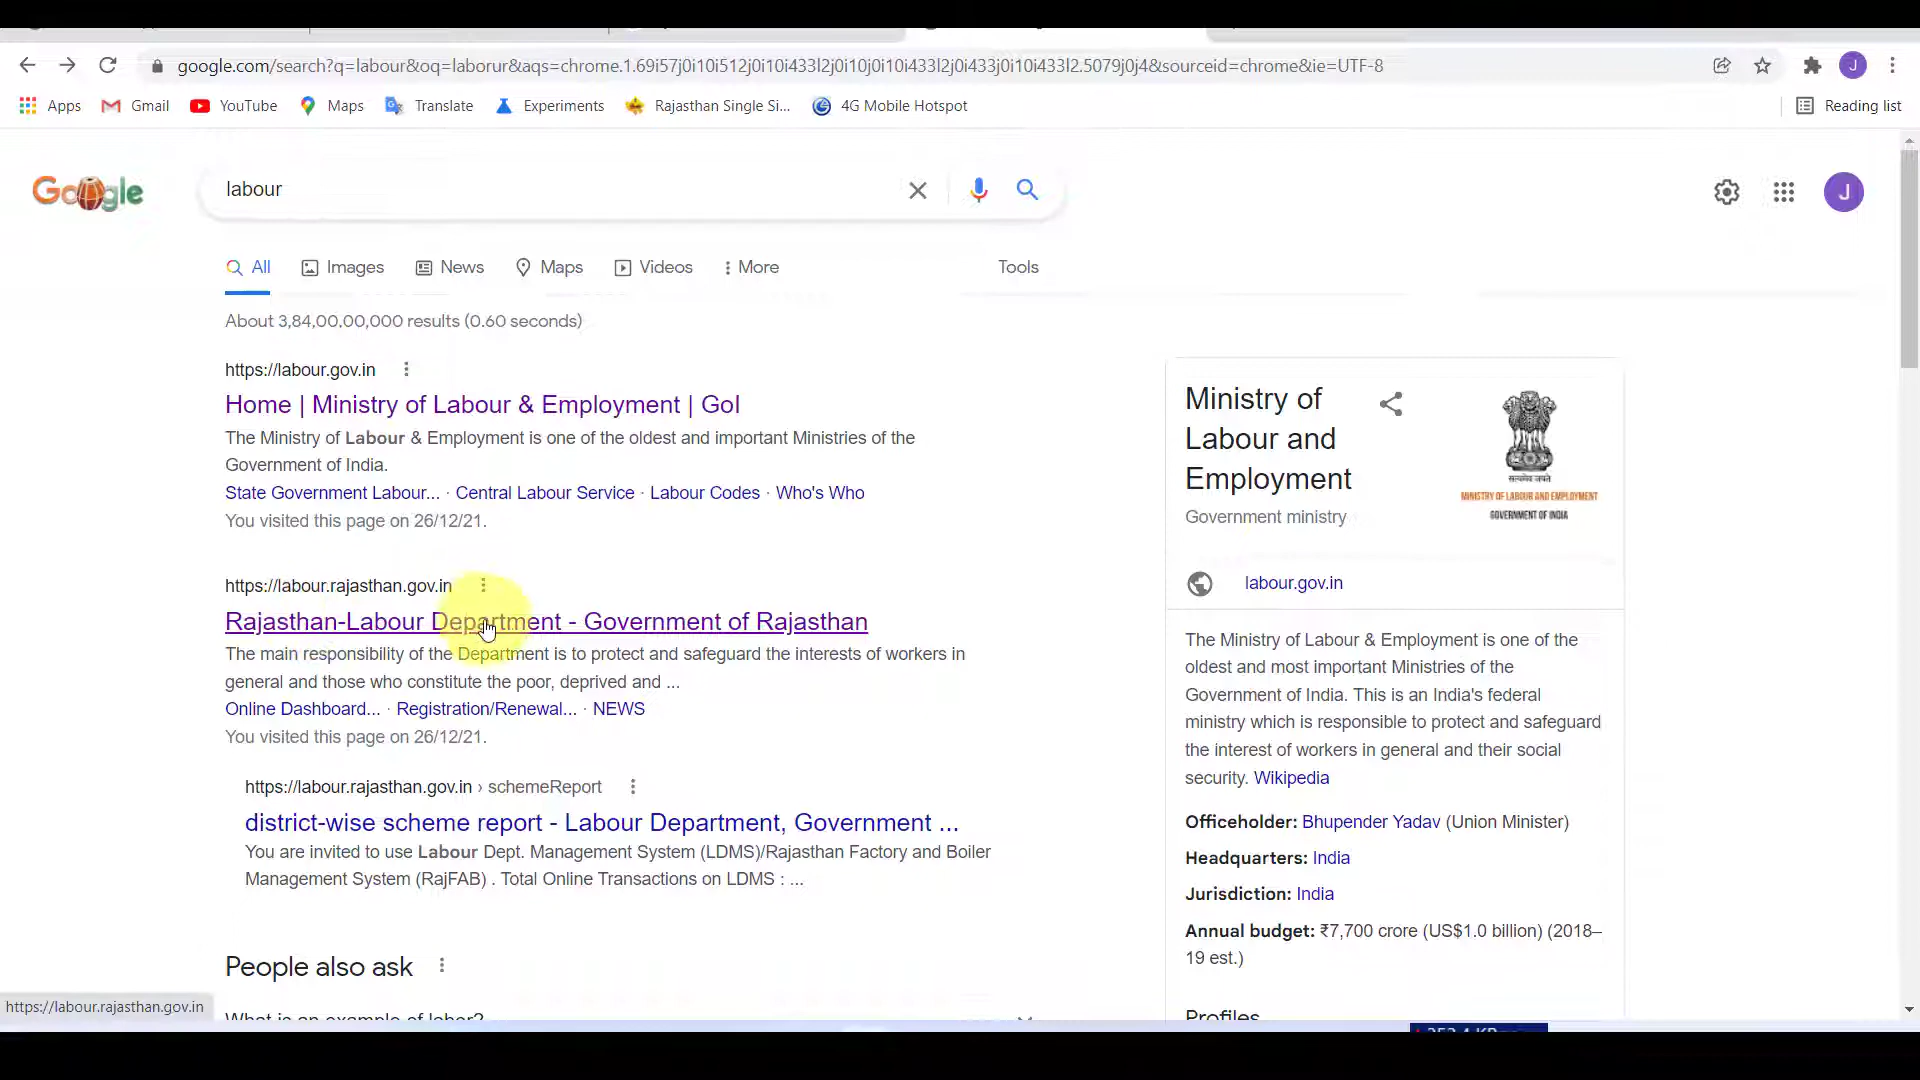 google.com/search?q=labour&oq=laborur&aqs=chrome.1.69i57j0i10i512j0i10i433l2j0i10j0i10i433l2j0i433j0i10i433l2.5079j0j4&sourceid=chrome&ie=UTF-8
J
Apps Gmail YouTube Maps Translate Experiments Rajasthan Single Si... 4G Mobile Hotspot Reading list
Google labour J
All Images News Maps Videos More Tools
About 3,84,00,00,000 results (0.60 seconds)
https://labour.gov.in
Home | Ministry of Labour & Employment | GoI
The Ministry of Labour & Employment is one of the oldest and important Ministries of the
Government of India.
State Government Labour... · Central Labour Service · Labour Codes · Who's Who
You visited this page on 26/12/21.
https://labour.rajasthan.gov.in
Rajasthan-Labour Department - Government of Rajasthan
The main responsibility of the Department is to protect and safeguard the interests of workers in
general and those who constitute the poor, deprived and ...
Online Dashboard... · Registration/Renewal... · NEWS
You visited this page on 26/12/21.
https://labour.rajasthan.gov.in › schemeReport
district-wise scheme report - Labour Department, Government ...
You are invited to use Labour Dept. Management System (LDMS)/Rajasthan Factory and Boiler
Management System (RajFAB) . Total Online Transactions on LDMS : ...
People also ask
What is an example of labor?
Ministry of
Labour and
Employment
Government ministry
सत्यमेव जयते
MINISTRY OF LABOUR AND EMPLOYMENT
GOVERNMENT OF INDIA
labour.gov.in
The Ministry of Labour & Employment is one of the
oldest and most important Ministries of the
Government of India. This is an India's federal
ministry which is responsible to protect and safeguard
the interest of workers in general and their social
security. Wikipedia
Officeholder: Bhupender Yadav (Union Minister)
Headquarters: India
Jurisdiction: India
Annual budget: ₹7,700 crore (US$1.0 billion) (2018–
19 est.)
Profiles
https://labour.rajasthan.gov.in